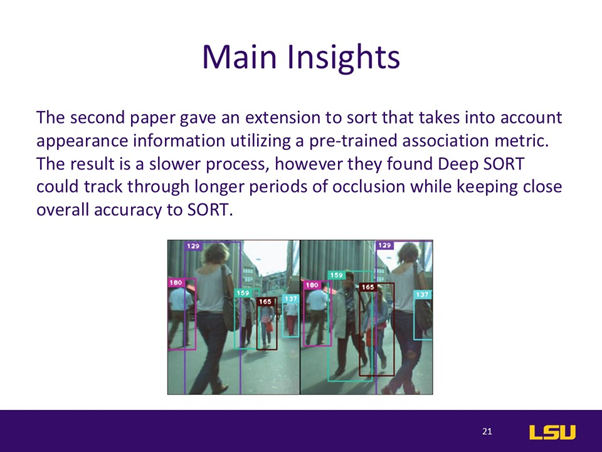 Main Insights
The second paper gave an extension to sort that takes into account
appearance information utilizing a pre-trained association metric.
The result is a slower process, however they found Deep SORT
could track through longer periods of occlusion while keeping close
overall accuracy to SORT.
129
180
159
165
137
129
159
180
165
137
21
LSU